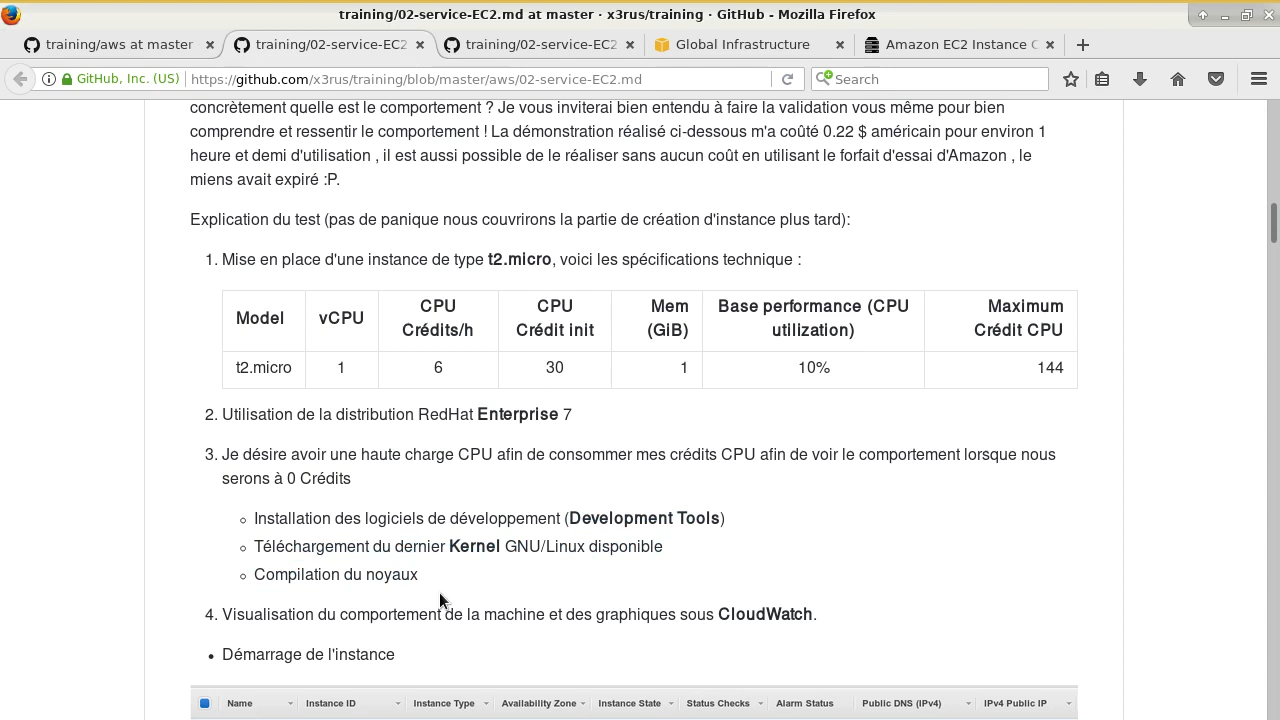 training/02-service-EC2.md at master · x3rus/training · GitHub - Mozilla Firefox
training/aws at master
training/02-service-EC2
training/02-service-EC2
Global Infrastructure
Amazon EC2 Instance C
GitHub, Inc. (US)
https://github.com/x3rus/training/blob/master/aws/02-service-EC2.md
Search
concrètement quelle est le comportement ? Je vous inviterai bien entendu à faire la validation vous même pour bien
comprendre et ressentir le comportement ! La démonstration réalisé ci-dessous m'a coûté 0.22 $ américain pour environ 1
heure et demi d'utilisation , il est aussi possible de le réaliser sans aucun coût en utilisant le forfait d'essai d'Amazon , le
miens avait expiré :P.
Explication du test (pas de panique nous couvrirons la partie de création d'instance plus tard):
1. Mise en place d'une instance de type t2.micro, voici les spécifications technique :
Model vCPU CPU Crédits/h CPU Crédit init Mem (GiB) Base performance (CPU utilization) Maximum Crédit CPU
t2.micro 1 6 30 1 10% 144
2. Utilisation de la distribution RedHat Enterprise 7
3. Je désire avoir une haute charge CPU afin de consommer mes crédits CPU afin de voir le comportement lorsque nous
serons à 0 Crédits
Installation des logiciels de développement (Development Tools)
Téléchargement du dernier Kernel GNU/Linux disponible
Compilation du noyaux
4. Visualisation du comportement de la machine et des graphiques sous CloudWatch.
Démarrage de l'instance
Name Instance ID Instance Type Availability Zone Instance State Status Checks Alarm Status Public DNS (IPv4) IPv4 Public IP